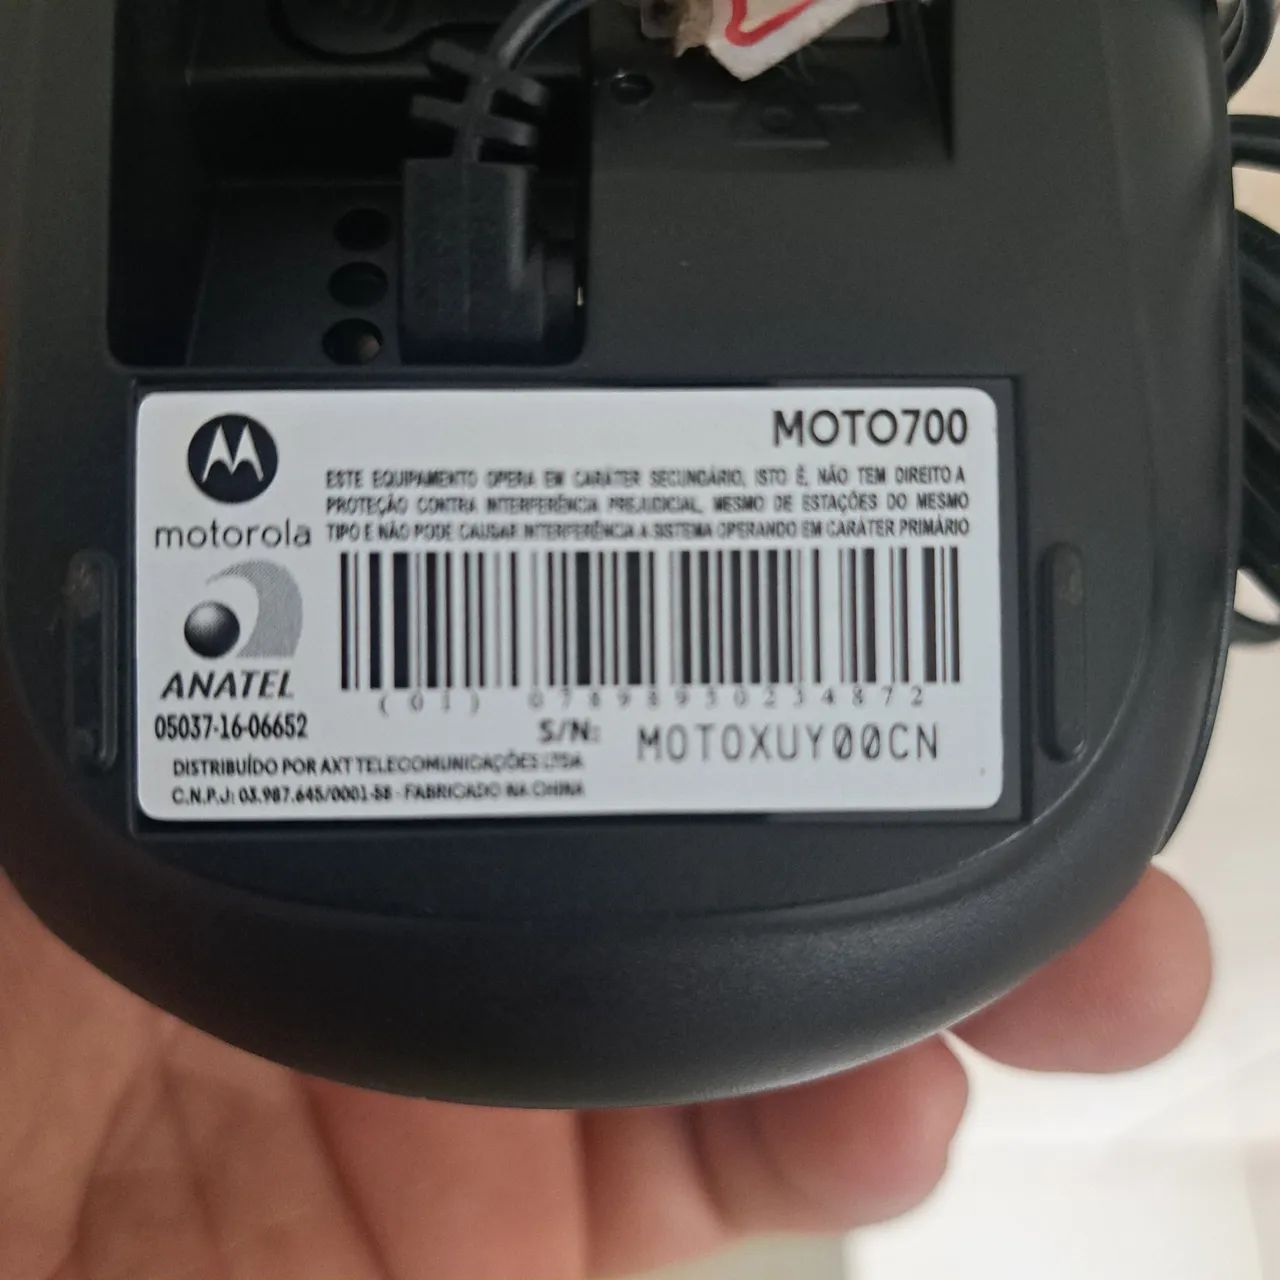 MOTO700
ESTE EQUIPAMENTO OPERA EM CARÁTER SECUNDÁRIO, ISTO É, NÃO TEM DIREITO A
PROTEÇÃO CONTRA INTERFERÊNCIA PREJUDICIAL, MESMO DE ESTAÇÕES DO MESMO
TIPO E NÃO PODE CAUSAR INTERFERÊNCIA A SISTEMA OPERANDO EM CARÁTER PRIMÁRIO
motorola
(01) 07898950234872
ANATEL
05037-16-06652
S/N: MOTOXUY00CN
DISTRIBUÍDO POR AXT TELECOMUNICAÇÕES LTDA
C.N.P.J: 03.987.645/0001-58 - FABRICADO NA CHINA